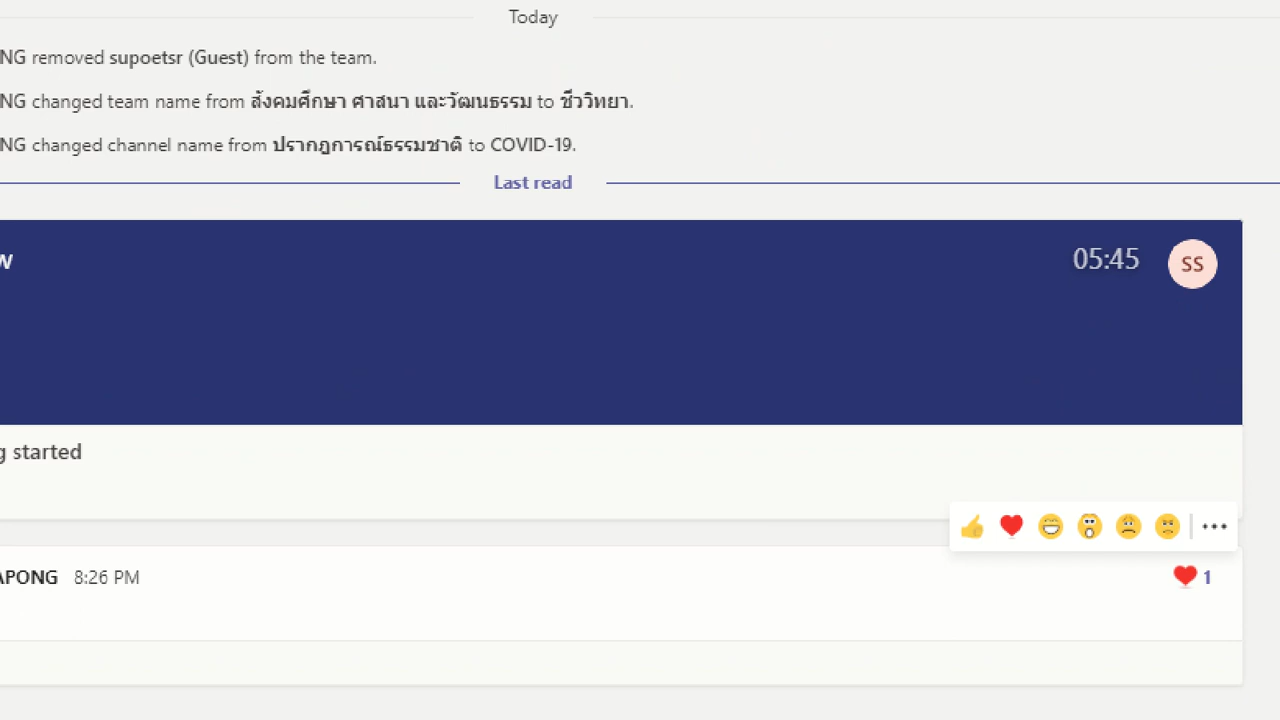 Today
NG removed supoetsr (Guest) from the team.
NG changed team name from สังคมศึกษา ศาสนา และวัฒนธรรม to ชีววิทยา.
NG changed channel name from ปรากฏการณ์ธรรมชาติ to COVID-19.
Last read
w 05:45 SS
g started
APONG 8:26 PM 1